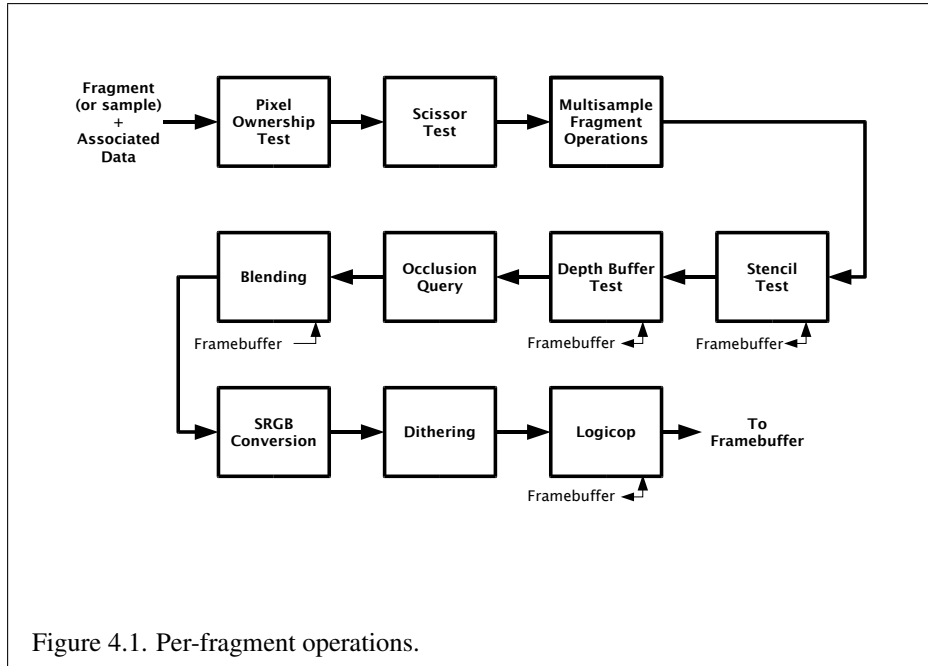 Fragment
(or sample)
+
Associated
Data
Pixel
Ownership
Test
Scissor
Test
Multisample
Fragment
Operations
Blending
Occlusion
Query
Depth Buffer
Test
Stencil
Test
Framebuffer
Framebuffer
Framebuffer
SRGB
Conversion
Dithering
Logicop
To
Framebuffer
Framebuffer
Figure 4.1. Per-fragment operations.